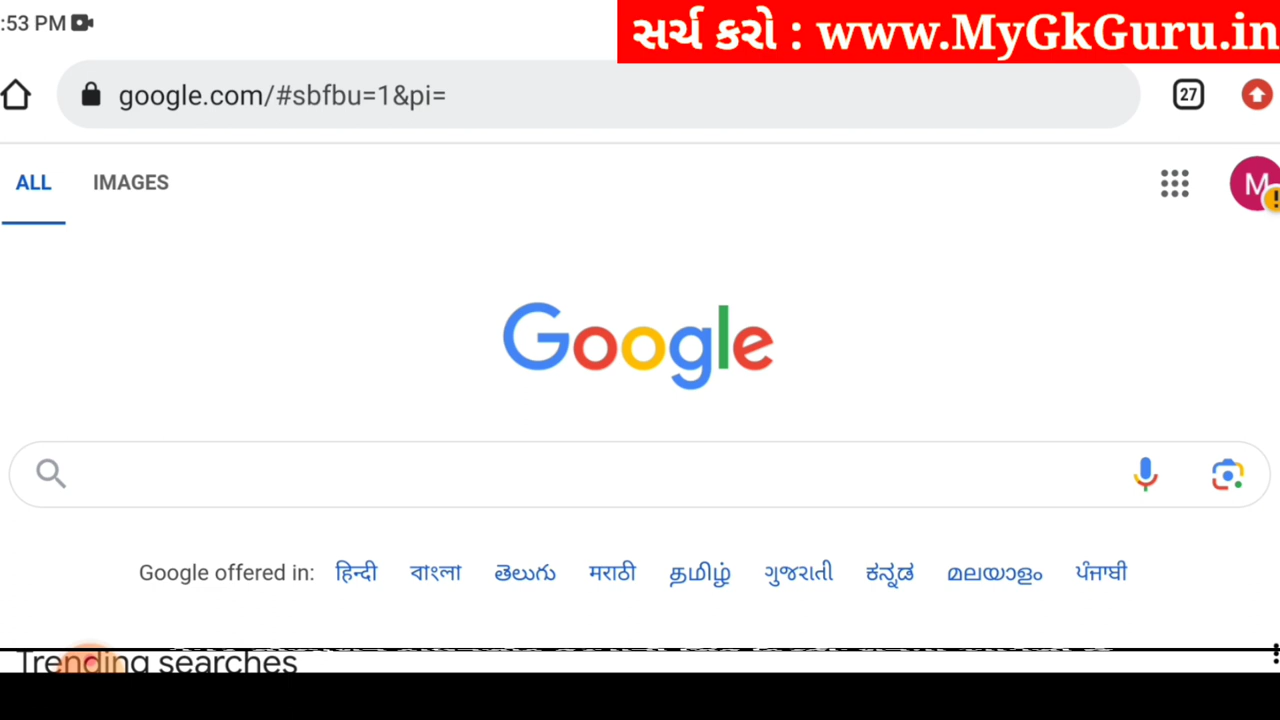 :53 PM
સર્ચ કરો : www.MyGkGuru.in
google.com/#sbfbu=1&pi=
27
ALL IMAGES
M
Google
Google offered in: हिन्दी বাংলা తెలుగు मराठी தமிழ் ગુજરાતી ಕನ್ನಡ മലയാളം ਪੰਜਾਬੀ
Trending searches